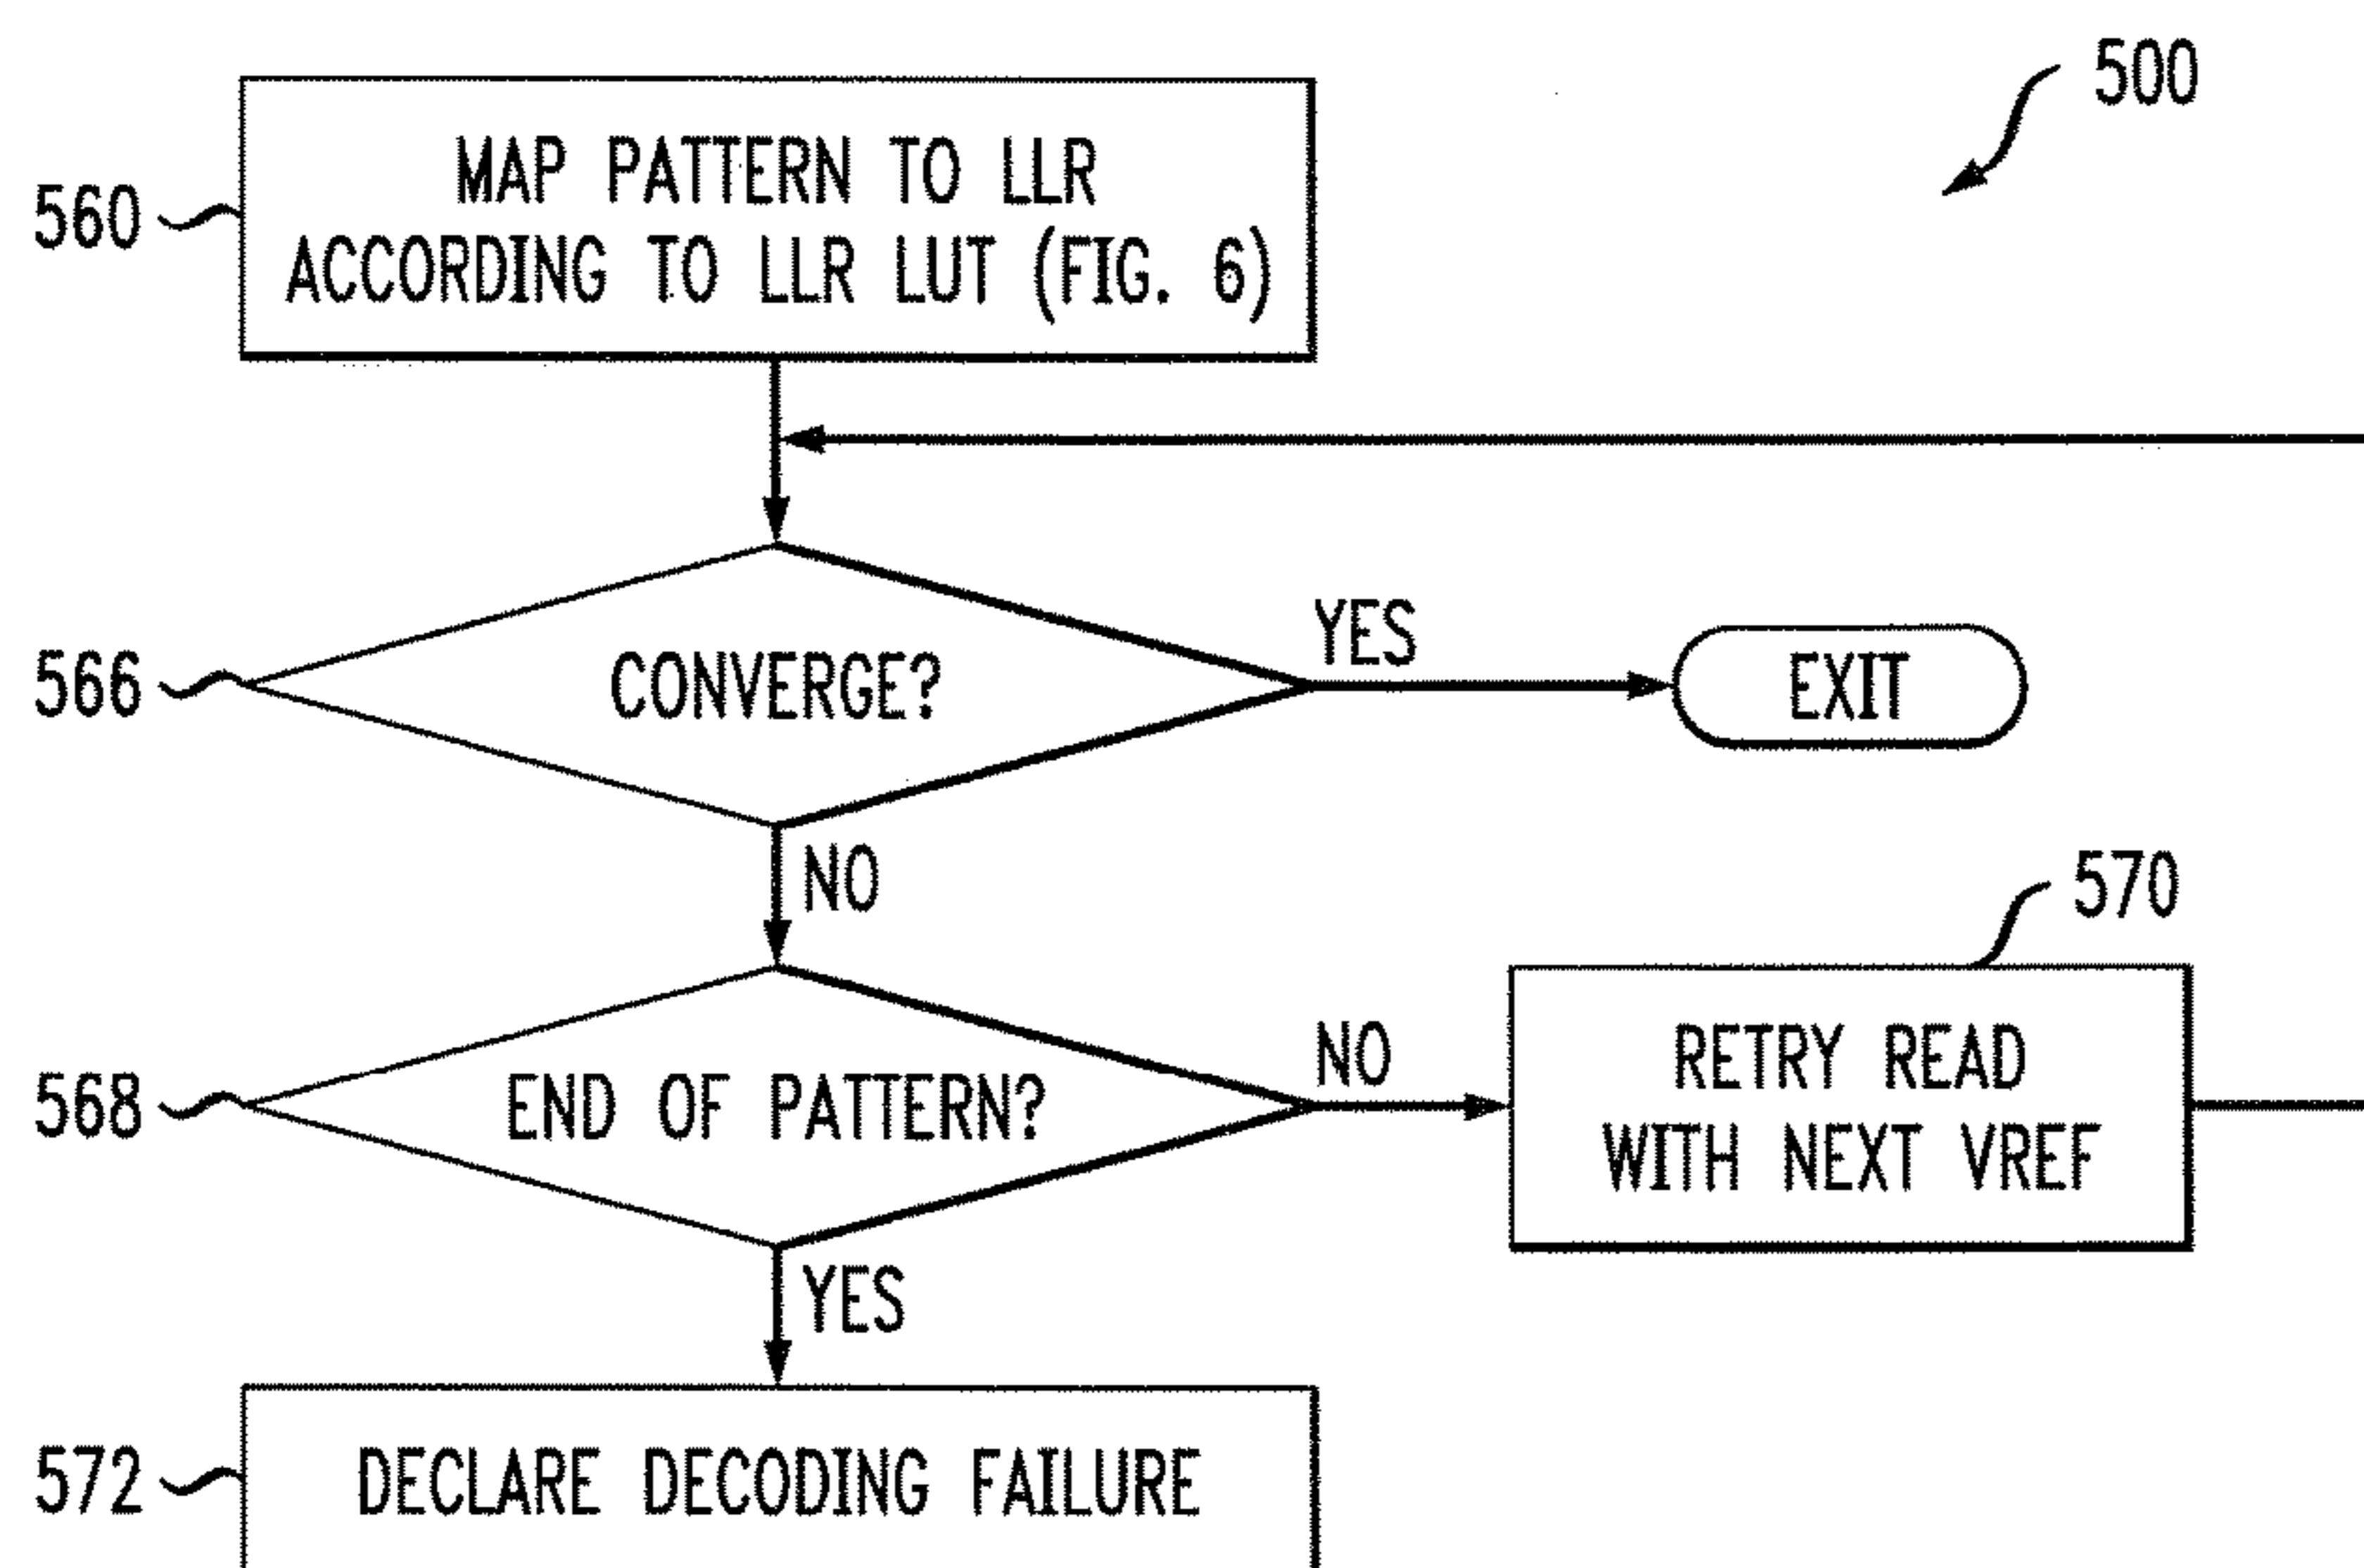 500
560
MAP PATTERN TO LLR
ACCORDING TO LLR LUT (FIG. 6)
566
CONVERGE?
YES
EXIT
NO
568
END OF PATTERN?
NO
570
RETRY READ
WITH NEXT VREF
YES
572
DECLARE DECODING FAILURE